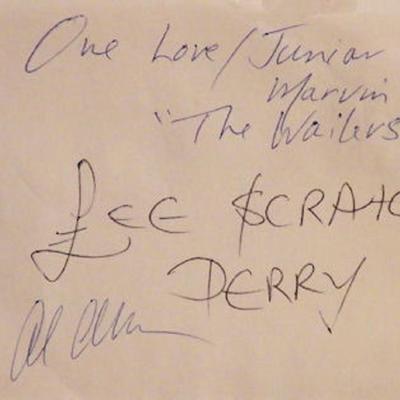 One Love/Junior
Marvin
"The Wailers
£EE $CRATC
PERRY